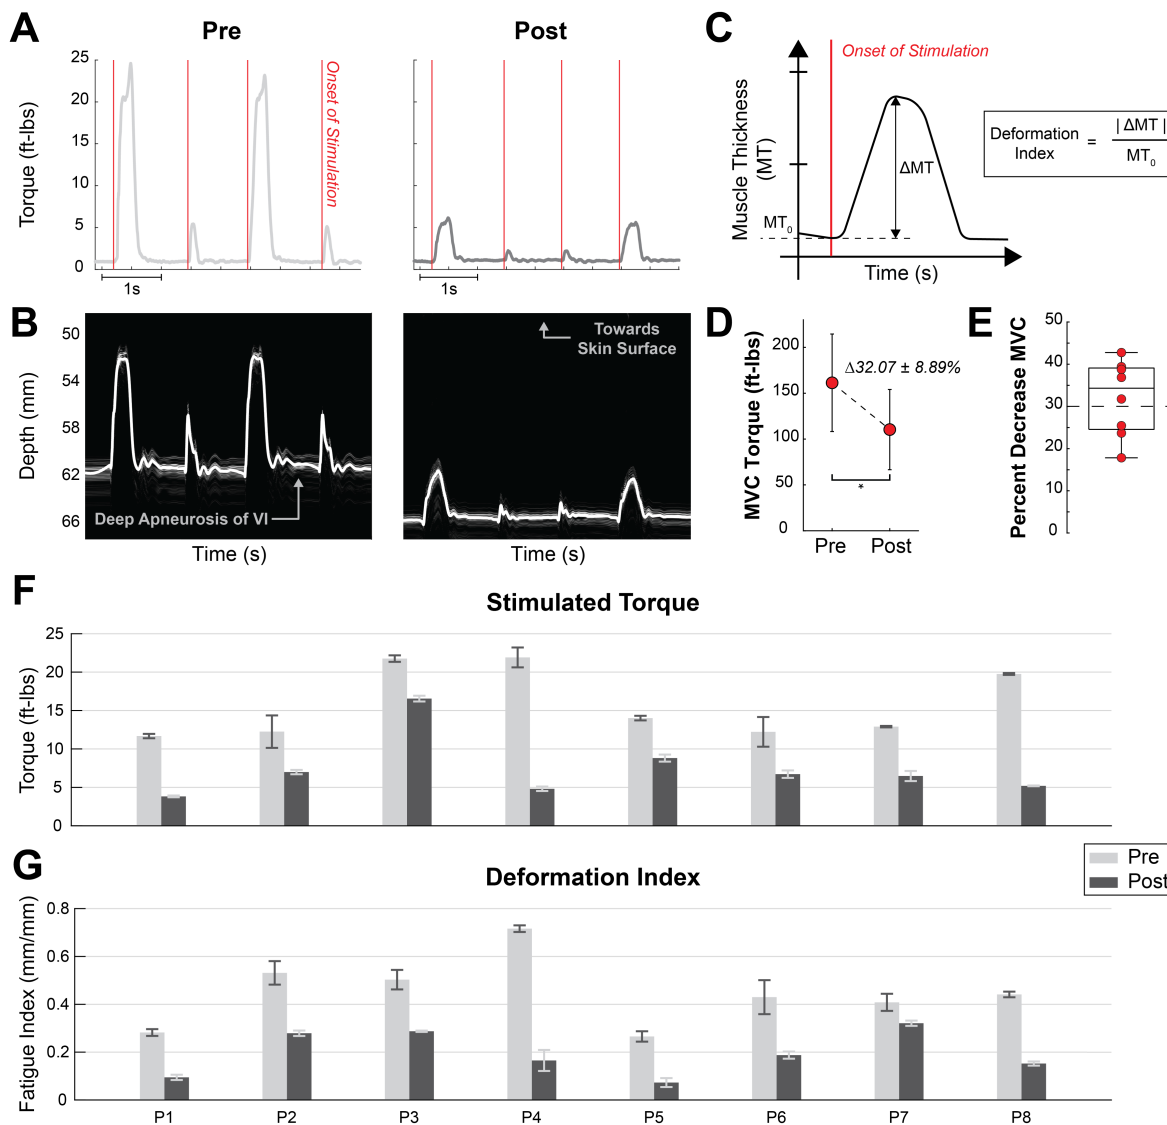 A
Pre
Post
25
20
15
10
5
0
Torque (ft-lbs)
Onset of Stimulation
1s
1s
C
Onset of Stimulation
Muscle Thickness
(MT)
MT0
ΔMT
Time (s)
Deformation
Index
=
| ΔMT |
MT0
B
50
54
58
62
66
Depth (mm)
Deep Apneurosis of VI
Towards
Skin Surface
Time (s)
Time (s)
D
MVC Torque (ft-lbs)
200
150
100
50
0
Δ32.07 ± 8.89%
*
Pre
Post
E
Percent Decrease MVC
50
40
30
20
10
0
F
Stimulated Torque
Torque (ft-lbs)
25
20
15
10
5
0
G
Deformation Index
Pre
Post
Fatigue Index (mm/mm)
0.8
0.6
0.4
0.2
0
P1
P2
P3
P4
P5
P6
P7
P8